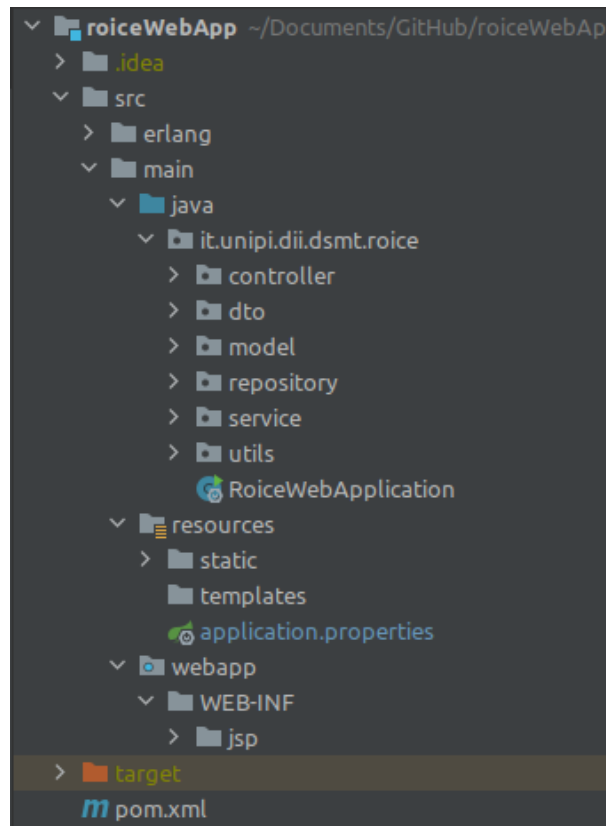 roiceWebApp ~/Documents/GitHub/roiceWebAp
.idea
src
erlang
main
java
it.unipi.dii.dsmt.roice
controller
dto
model
repository
service
utils
RoiceWebApplication
resources
static
templates
application.properties
webapp
WEB-INF
jsp
target
pom.xml